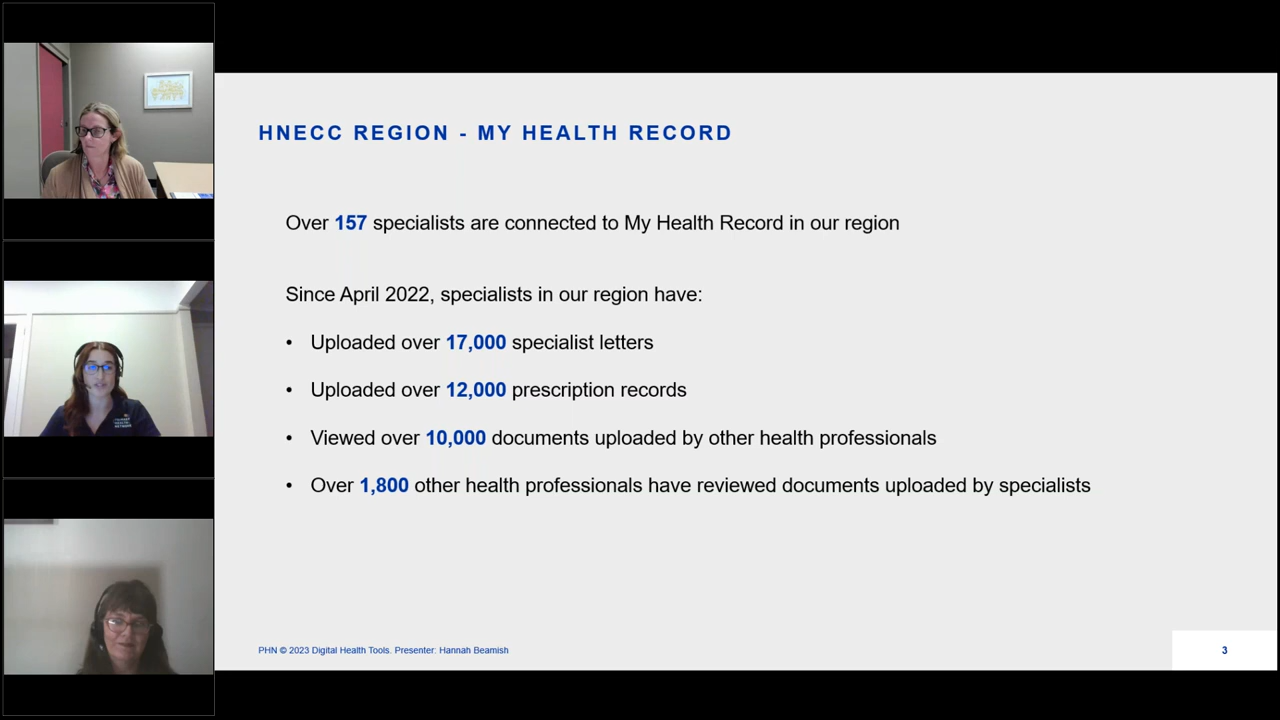 HNECC REGION - MY HEALTH RECORD
Over 157 specialists are connected to My Health Record in our region
Since April 2022, specialists in our region have:
• Uploaded over 17,000 specialist letters
• Uploaded over 12,000 prescription records
• Viewed over 10,000 documents uploaded by other health professionals
• Over 1,800 other health professionals have reviewed documents uploaded by specialists
PHN © 2023 Digital Health Tools. Presenter: Hannah Beamish
3